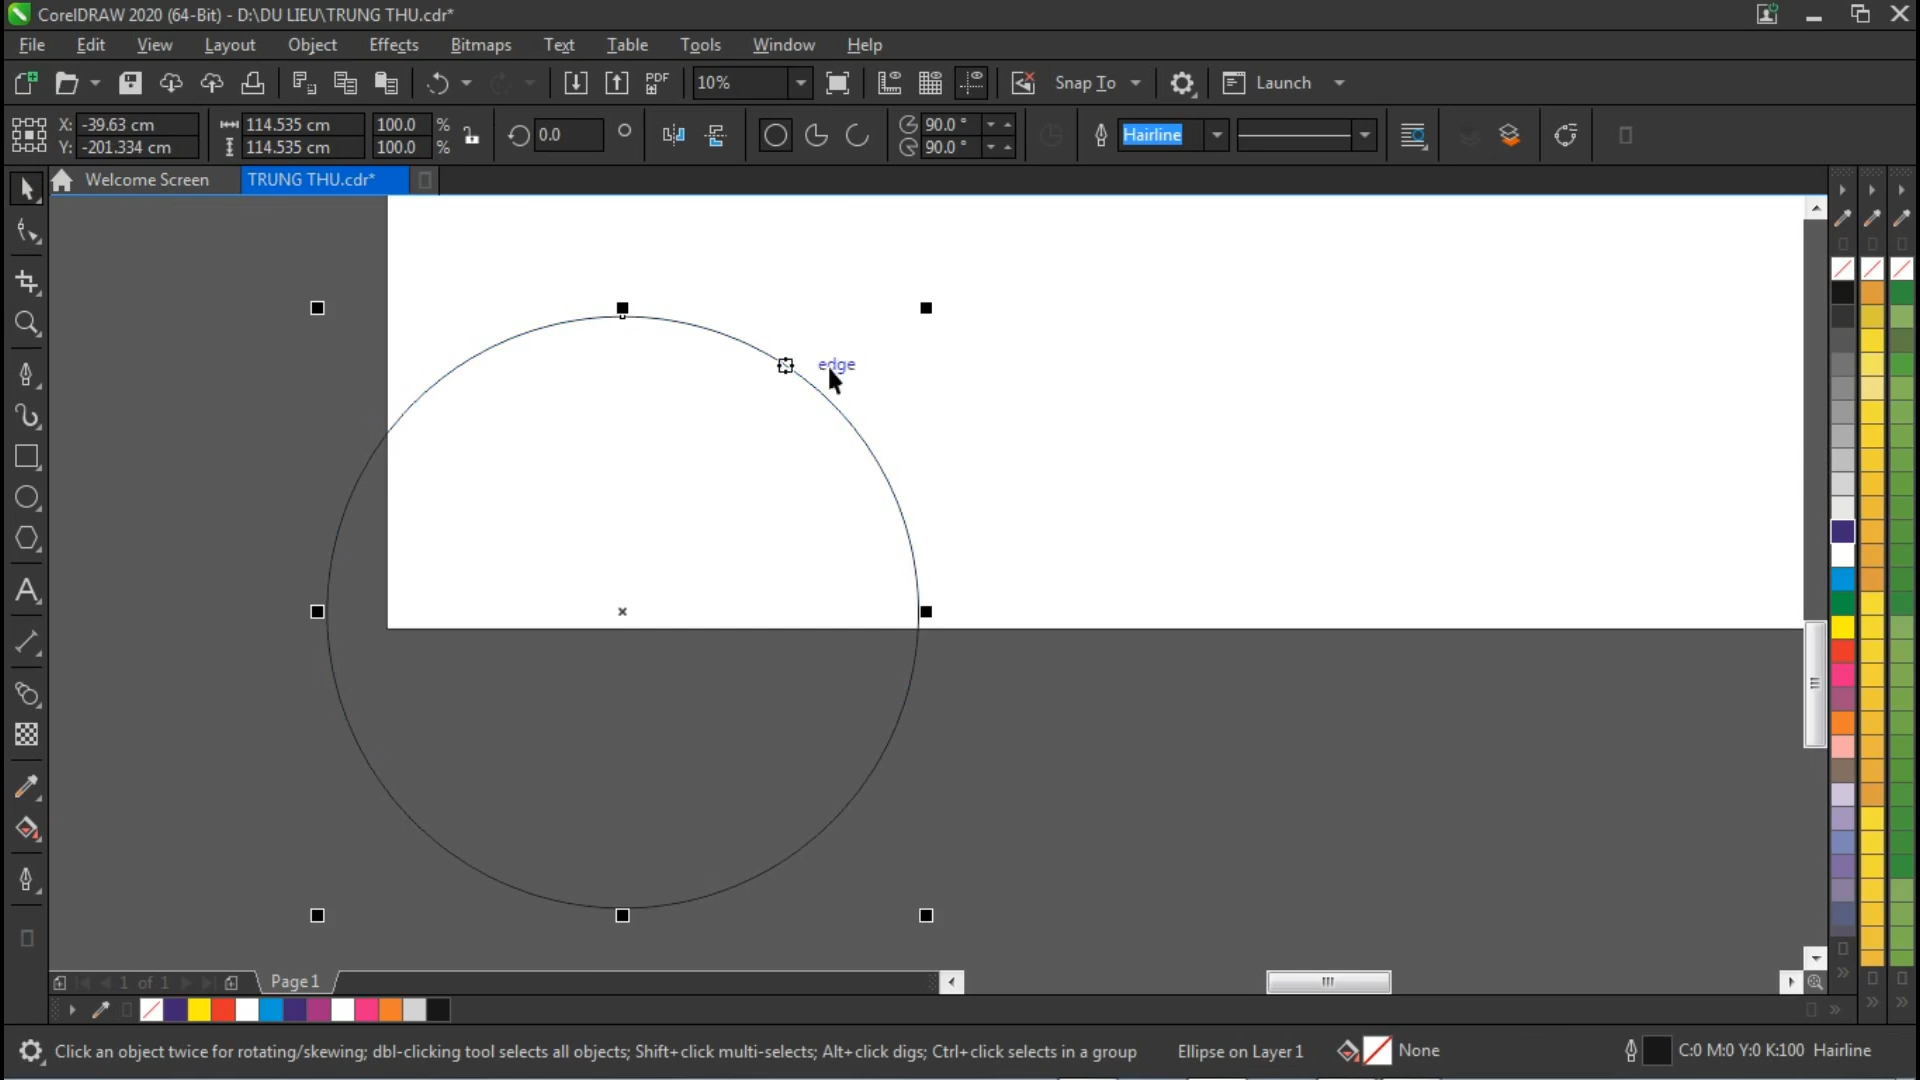 CorelDRAW 2020 (64-Bit) - D:\DU LIEU\TRUNG THU.cdr*
File Edit View Layout Object Effects Bitmaps Text Table Tools Window Help
PDF 10% Snap To Launch
X: -39.63 cm 114.535 cm 100.0 % 0.0 90.0 ° Hairline
Y: -201.334 cm 114.535 cm 100.0 % 90.0 °
Welcome Screen TRUNG THU.cdr*
edge
1 of 1 Page1
Click an object twice for rotating/skewing; dbl-clicking tool selects all objects; Shift+click multi-selects; Alt+click digs; Ctrl+click selects in a group Ellipse on Layer 1 None C:0 M:0 Y:0 K:100 Hairline